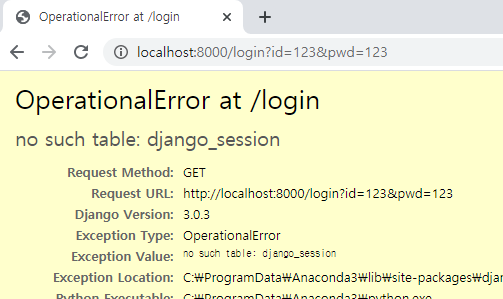 OperationalError at /login
localhost:8000/login?id=123&pwd=123
OperationalError at /login
no such table: django_session
Request Method: GET
Request URL: http://localhost:8000/login?id=123&pwd=123
Django Version: 3.0.3
Exception Type: OperationalError
Exception Value: no such table: django_session
Exception Location: C:₩ProgramData₩Anaconda3₩lib₩site-packages₩djar
Python Executable: C:₩ProgramData₩Anaconda3₩python.exe